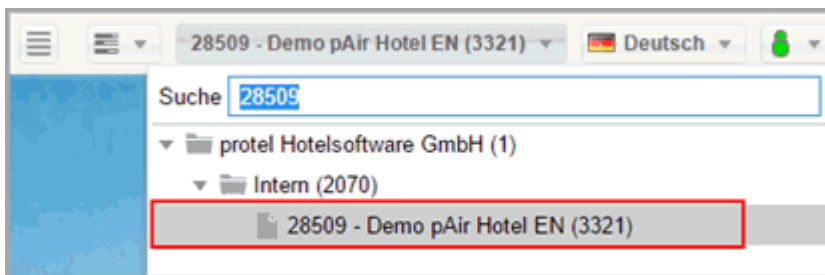 28509 - Demo pAir Hotel EN (3321) Deutsch
Suche 28509
protel Hotelsoftware GmbH (1)
Intern (2070)
28509 - Demo pAir Hotel EN (3321)